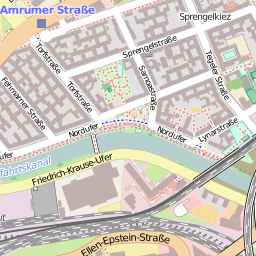 Sprengelkiez
Amrumer Straße
Sprengelstraße
Torfstraße
Tegeler Straße
Samoastraße
Torfstraße
Fehmarner Straße
Nordufer
Nordufer
Lynarstraße
Friedrich-Krause-Ufer
Ellen-Epstein-Straße